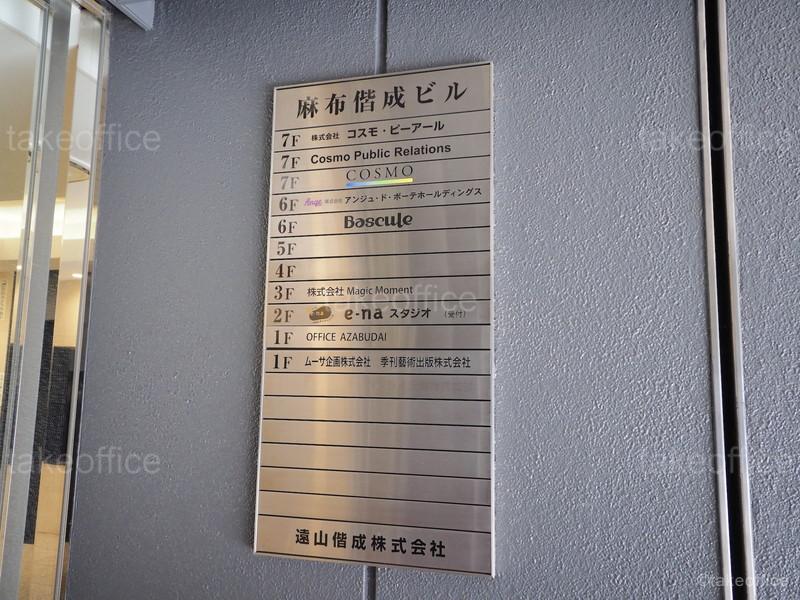 麻布偕成ビル
7F 株式会社 コスモ・ピーアール
7F Cosmo Public Relations
7F COSMO
6F Ange 株式会社 アンジュ・ド・ボーテホールディングス
6F Bascule
5F
4F
3F 株式会社 Magic Moment
2F e-na スタジオ (受付)
1F OFFICE AZABUDAI
1F ムーサ企画株式会社 季刊藝術出版株式会社
遠山偕成株式会社
takeoffice
takeoffice
takeoffice
takeoffice
takeoffice
©takeoffice